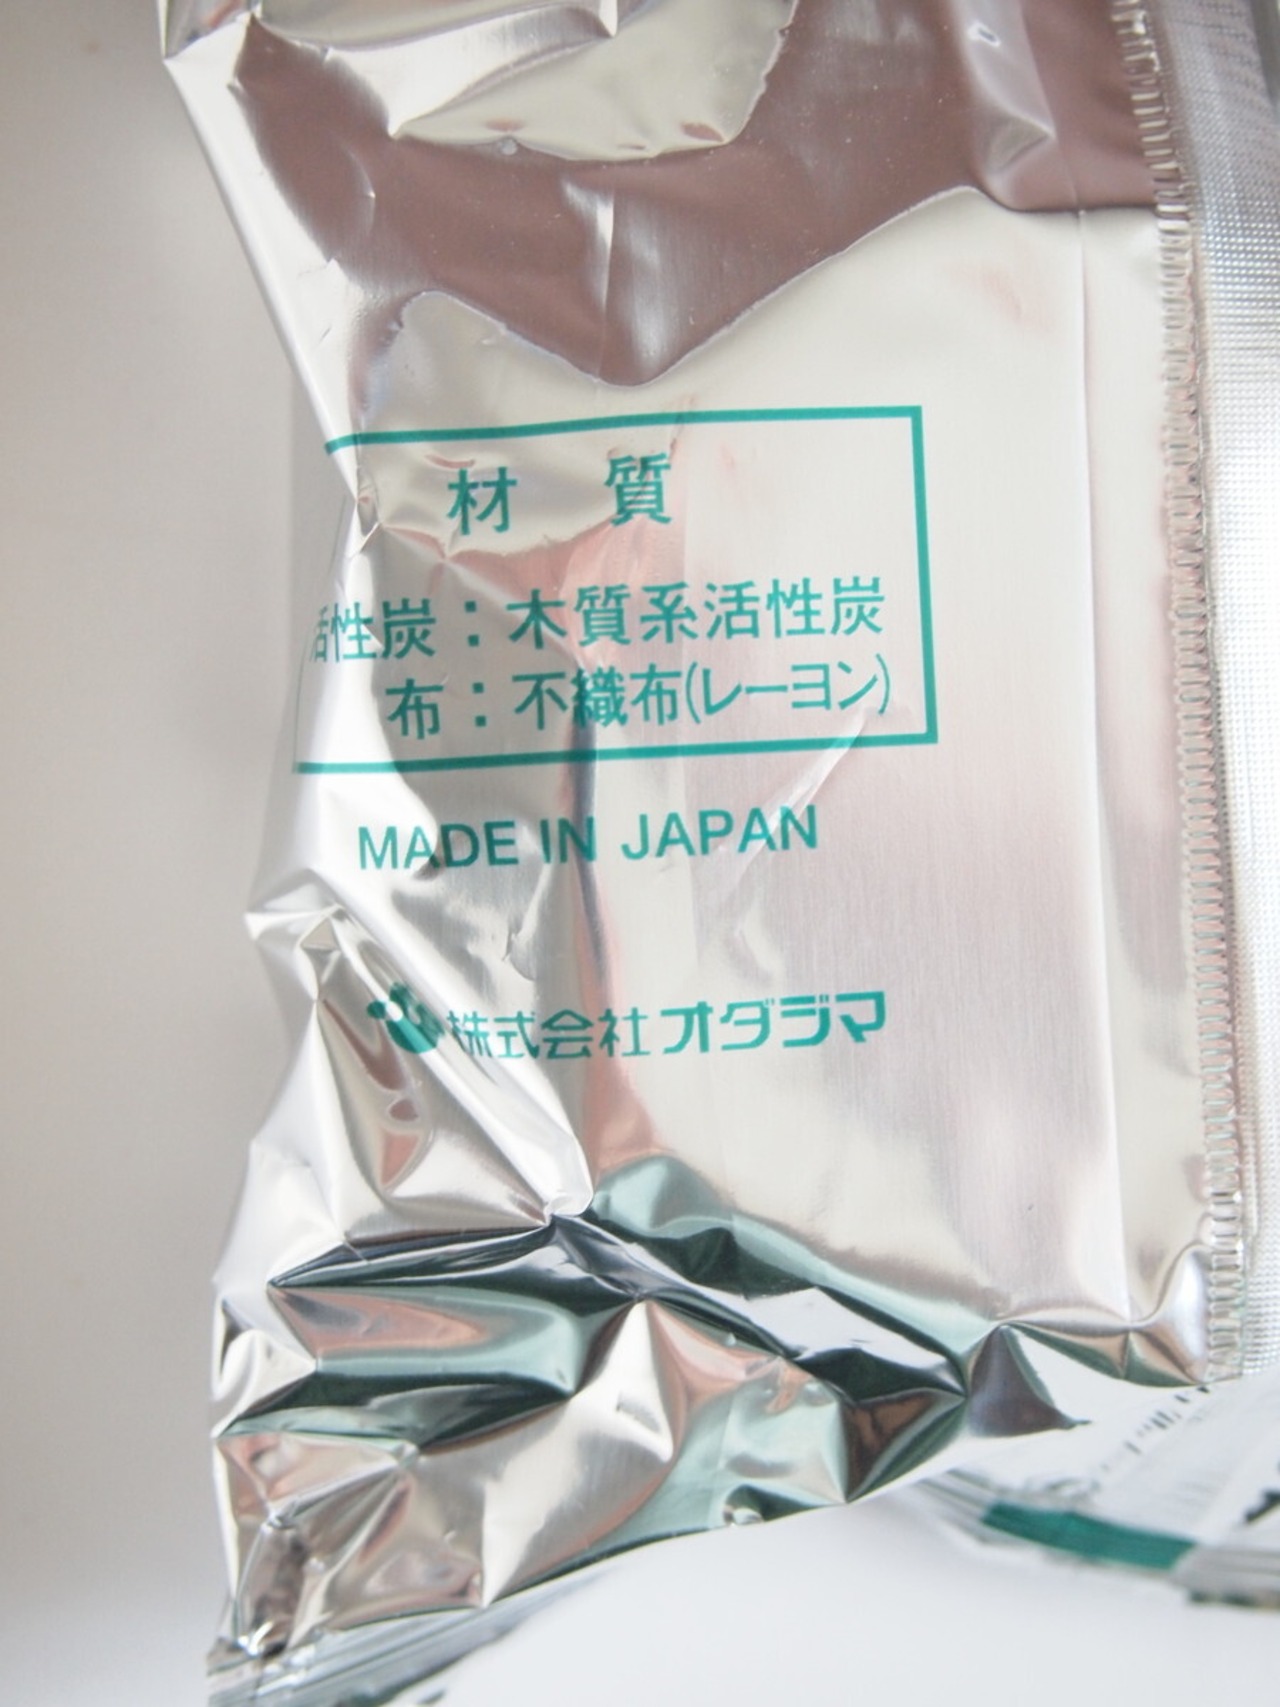 材 質
活性炭：木質系活性炭
布：不織布(レーヨン)
MADE IN JAPAN
株式会社オダジマ